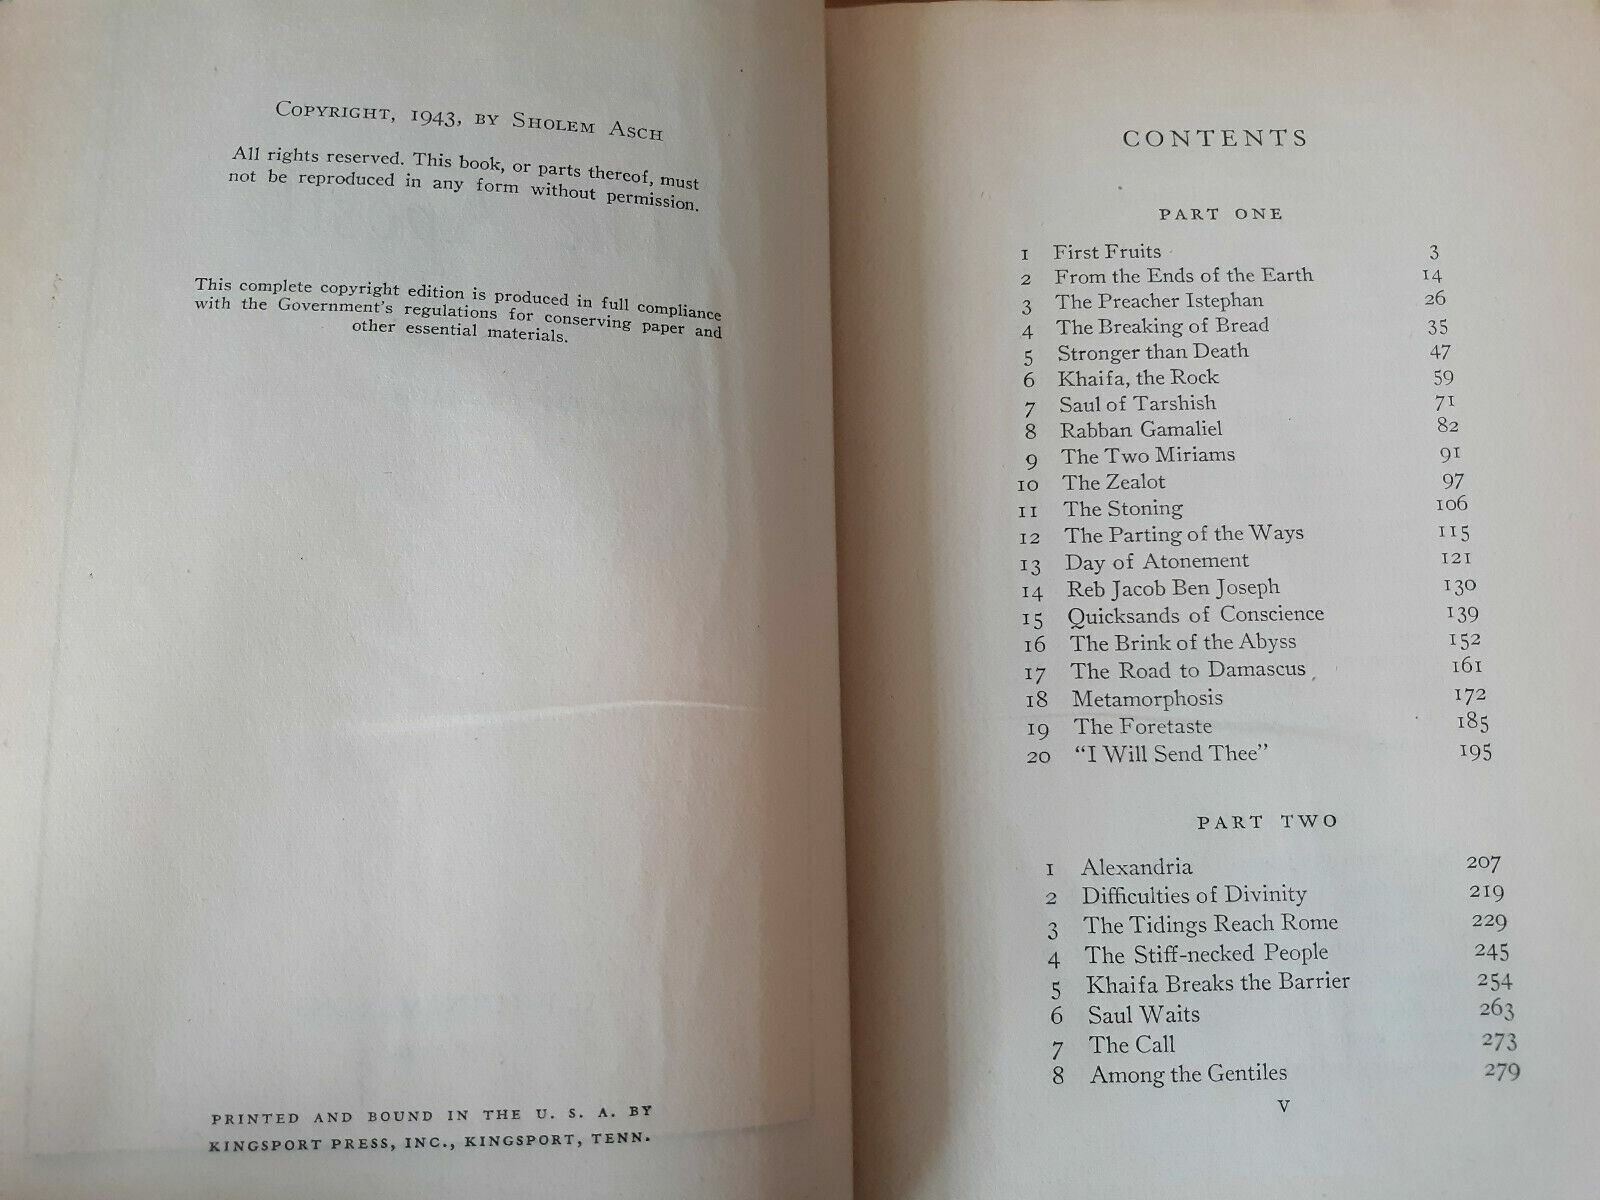 Copyright, 1943, by Sholem Asch
All rights reserved. This book, or parts thereof, must
not be reproduced in any form without permission.
This complete copyright edition is produced in full compliance
with the Government's regulations for conserving paper and
other essential materials.
PRINTED AND BOUND IN THE U. S. A. BY
KINGSPORT PRESS, INC., KINGSPORT, TENN.
CONTENTS
PART ONE
1 First Fruits 3
2 From the Ends of the Earth 14
3 The Preacher Istephan 26
4 The Breaking of Bread 35
5 Stronger than Death 47
6 Khaifa, the Rock 59
7 Saul of Tarshish 71
8 Rabban Gamaliel 82
9 The Two Miriams 91
10 The Zealot 97
11 The Stoning 106
12 The Parting of the Ways 115
13 Day of Atonement 121
14 Reb Jacob Ben Joseph 130
15 Quicksands of Conscience 139
16 The Brink of the Abyss 152
17 The Road to Damascus 161
18 Metamorphosis 172
19 The Foretaste 185
20 "I Will Send Thee" 195
PART TWO
1 Alexandria 207
2 Difficulties of Divinity 219
3 The Tidings Reach Rome 229
4 The Stiff-necked People 245
5 Khaifa Breaks the Barrier 254
6 Saul Waits 263
7 The Call 273
8 Among the Gentiles 279
V